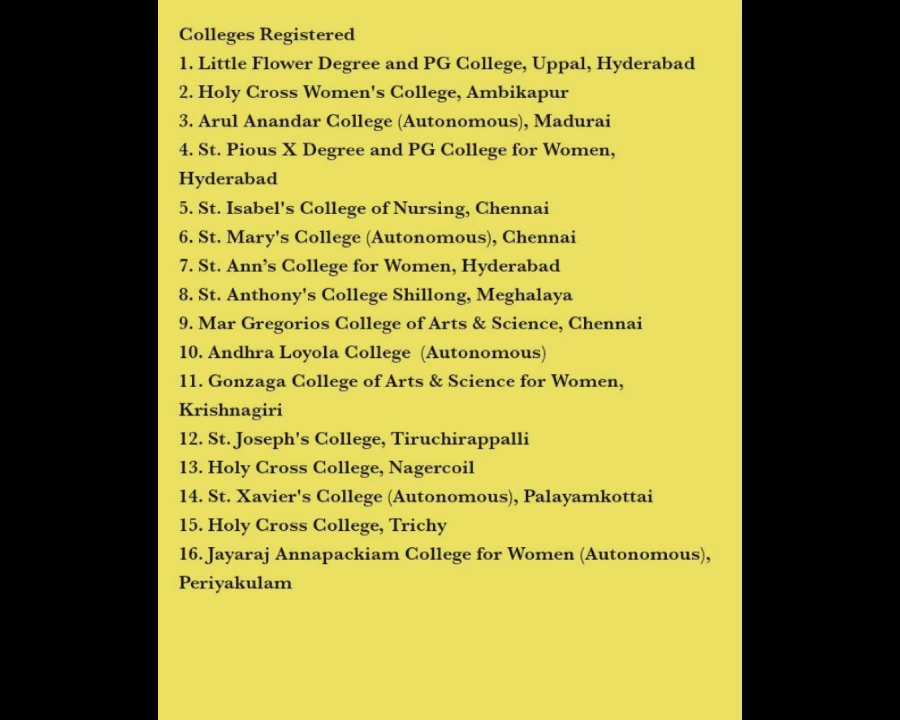 Colleges Registered
1. Little Flower Degree and PG College, Uppal, Hyderabad
2. Holy Cross Women's College, Ambikapur
3. Arul Anandar College (Autonomous), Madurai
4. St. Pious X Degree and PG College for Women,
Hyderabad
5. St. Isabel's College of Nursing, Chennai
6. St. Mary's College (Autonomous), Chennai
7. St. Ann’s College for Women, Hyderabad
8. St. Anthony's College Shillong, Meghalaya
9. Mar Gregorios College of Arts & Science, Chennai
10. Andhra Loyola College  (Autonomous)
11. Gonzaga College of Arts & Science for Women,
Krishnagiri
12. St. Joseph's College, Tiruchirappalli
13. Holy Cross College, Nagercoil
14. St. Xavier's College (Autonomous), Palayamkottai
15. Holy Cross College, Trichy
16. Jayaraj Annapackiam College for Women (Autonomous),
Periyakulam